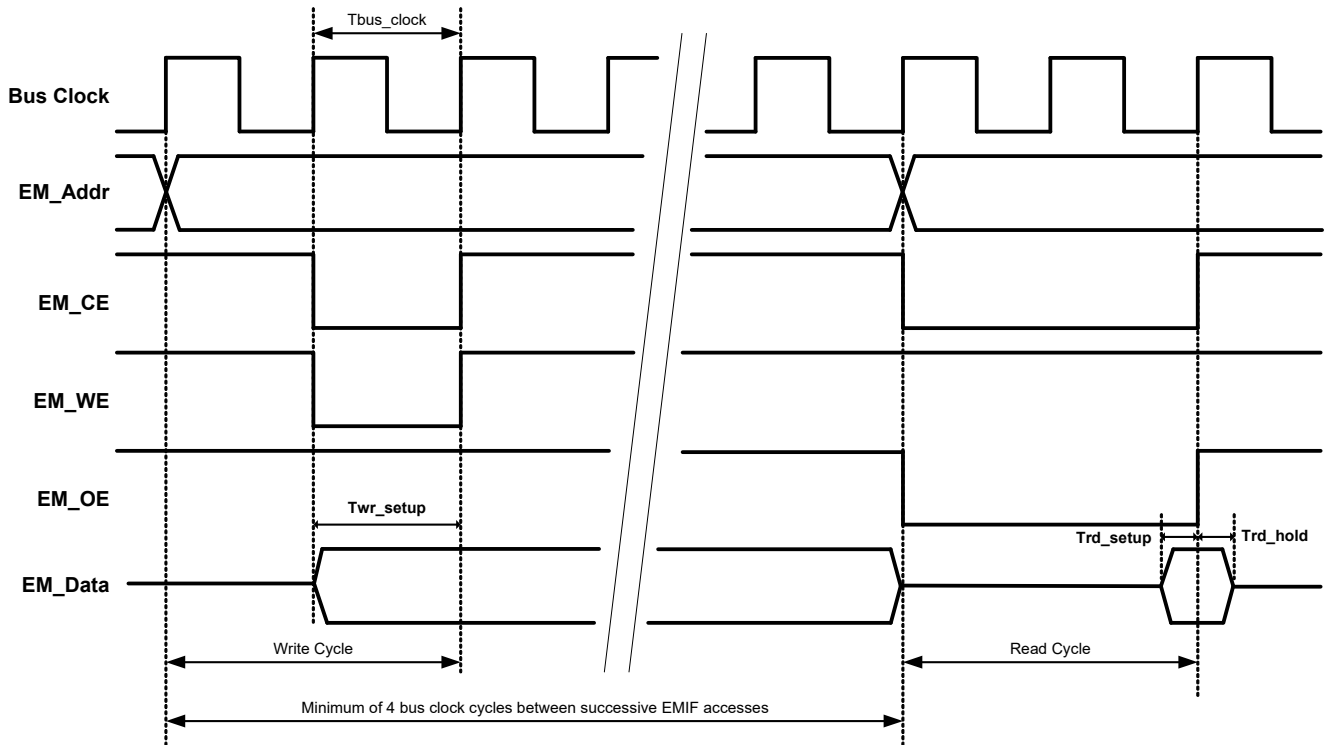 Tbus_clock
Bus Clock
EM_Addr
EM_CE
EM_WE
EM_OE
Twr_setup
Trd_setup
Trd_hold
EM_Data
Write Cycle
Read Cycle
Minimum of 4 bus clock cycles between successive EMIF accesses